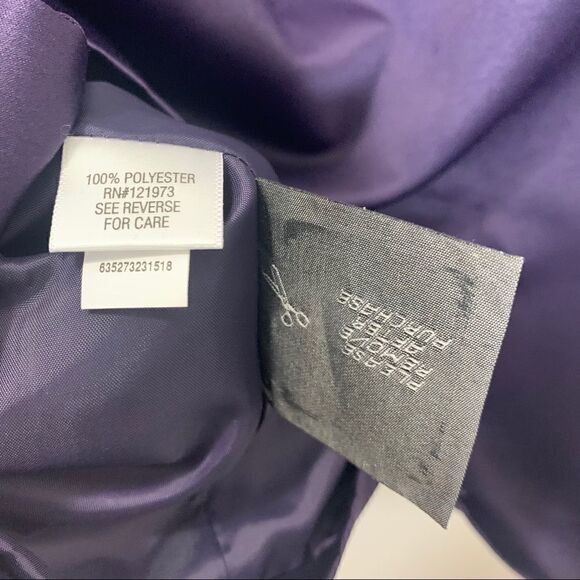 100% POLYESTER
RN#121973
SEE REVERSE
FOR CARE
635273231518
PLEASE
REMOVE
AFTER
PURCHASE